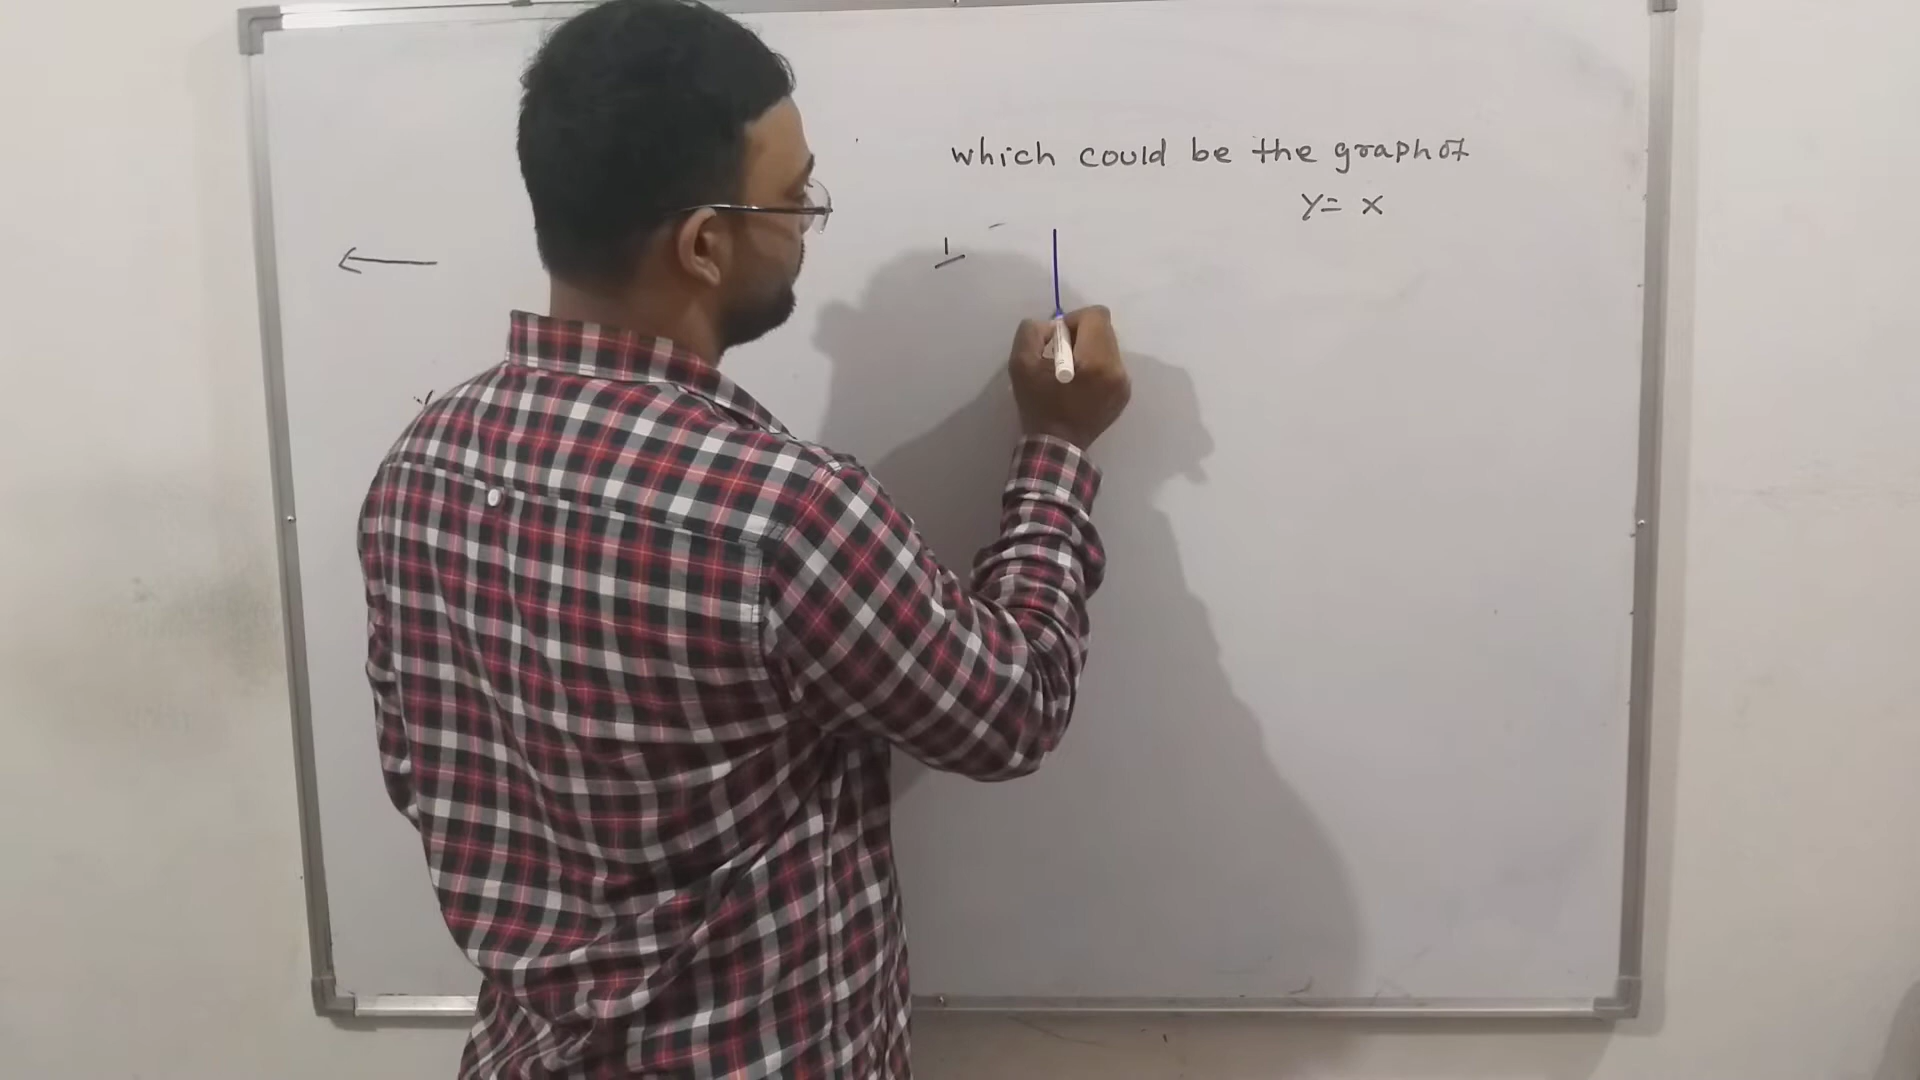 which could be the graph of
y = x